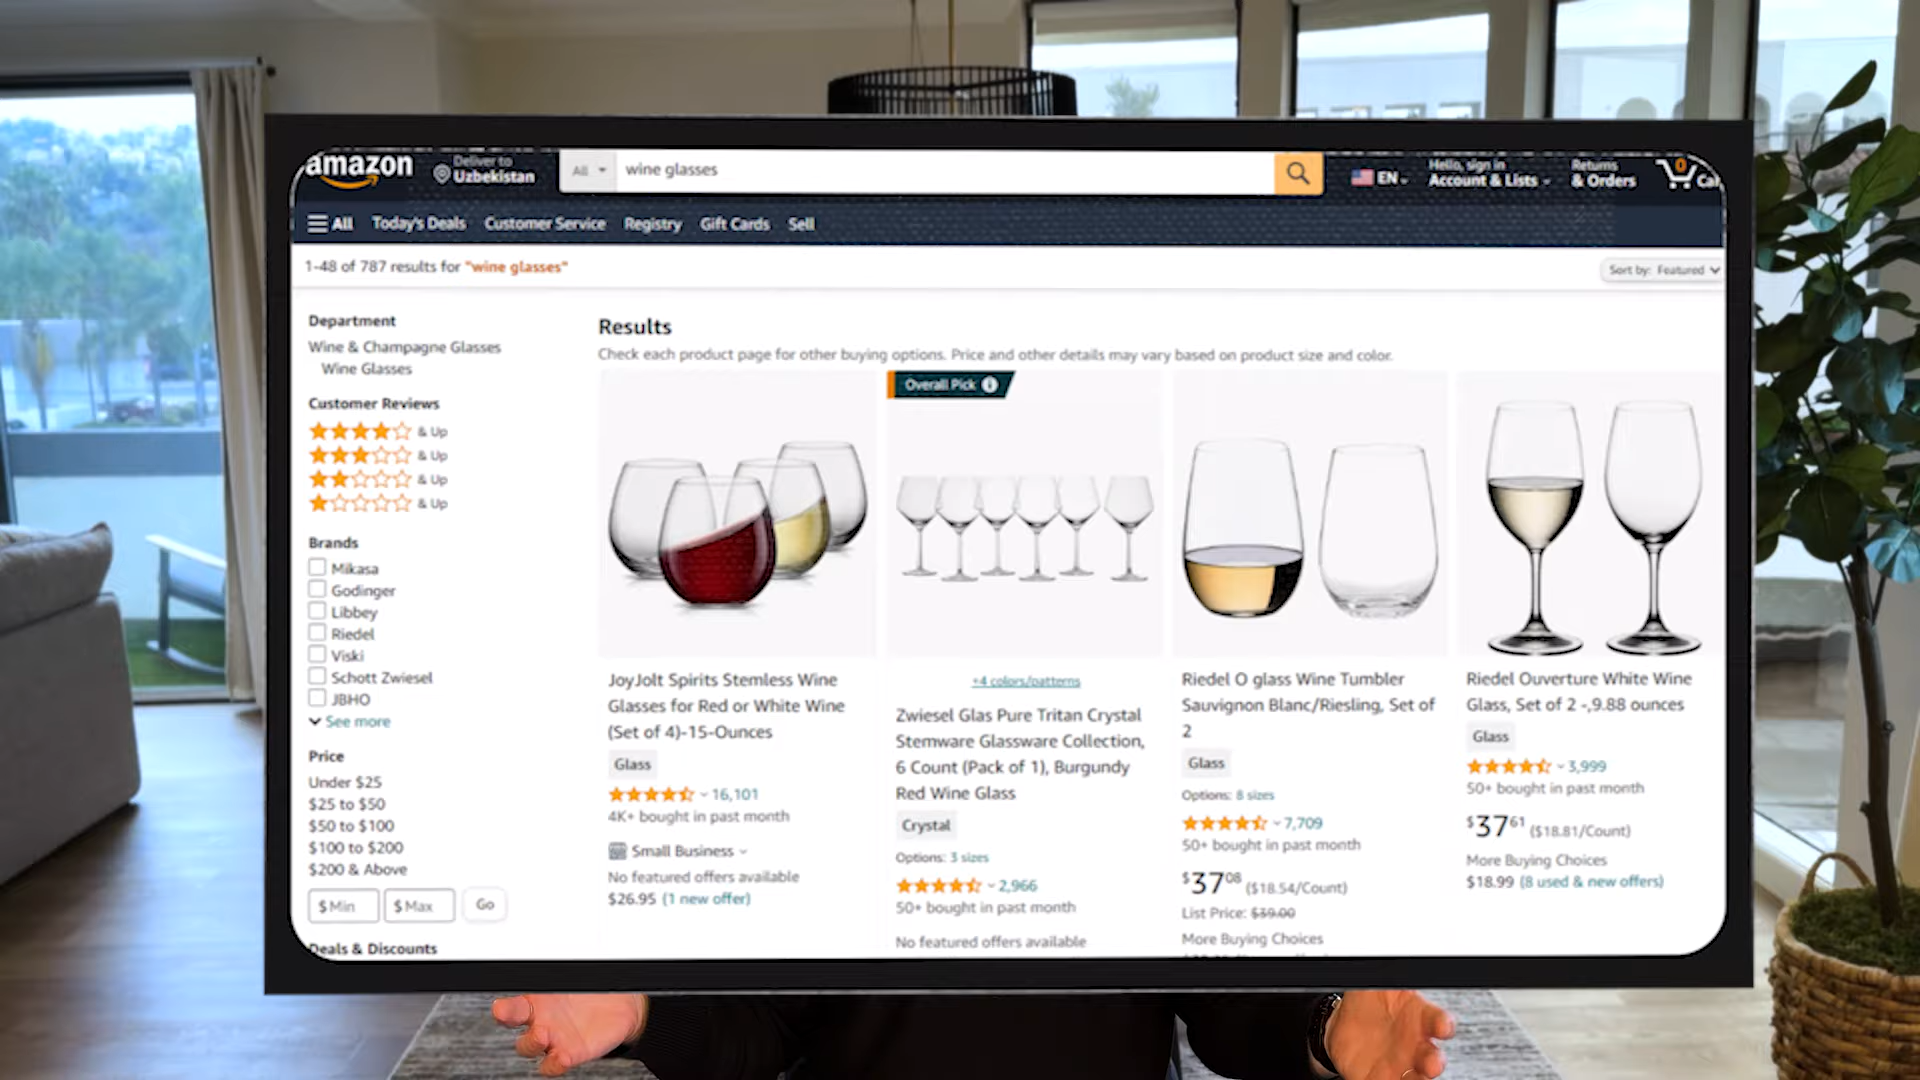 amazon
Deliver to
Uzbekistan
All
wine glasses
EN
Hello, sign in
Account & Lists
Returns
& Orders
0
All
Today's Deals
Customer Service
Registry
Gift Cards
Sell
1-48 of 787 results for "wine glasses"
Sort by: Featured
Department
Wine & Champagne Glasses
Wine Glasses
Customer Reviews
& Up
& Up
& Up
& Up
Brands
Mikasa
Godinger
Libbey
Riedel
Viski
Schott Zwiesel
JBHO
See more
Price
Under $25
$25 to $50
$50 to $100
$100 to $200
$200 & Above
$ Min
$ Max
Go
Deals & Discounts
Results
Check each product page for other buying options. Price and other details may vary based on product size and color.
JoyJolt Spirits Stemless Wine
Glasses for Red or White Wine
(Set of 4)-15-Ounces
Glass
16,101
4K+ bought in past month
Small Business
No featured offers available
$26.95 (1 new offer)
Overall Pick
+4 colors/patterns
Zwiesel Glas Pure Tritan Crystal
Stemware Glassware Collection,
6 Count (Pack of 1), Burgundy
Red Wine Glass
Crystal
Options: 3 sizes
2,966
50+ bought in past month
No featured offers available
Riedel O glass Wine Tumbler
Sauvignon Blanc/Riesling, Set of
2
Glass
Options: 8 sizes
7,709
50+ bought in past month
$3708 ($18.54/Count)
List Price: $39.00
More Buying Choices
Riedel Ouverture White Wine
Glass, Set of 2 -,9.88 ounces
Glass
3,999
50+ bought in past month
$3761 ($18.81/Count)
More Buying Choices
$18.99 (8 used & new offers)